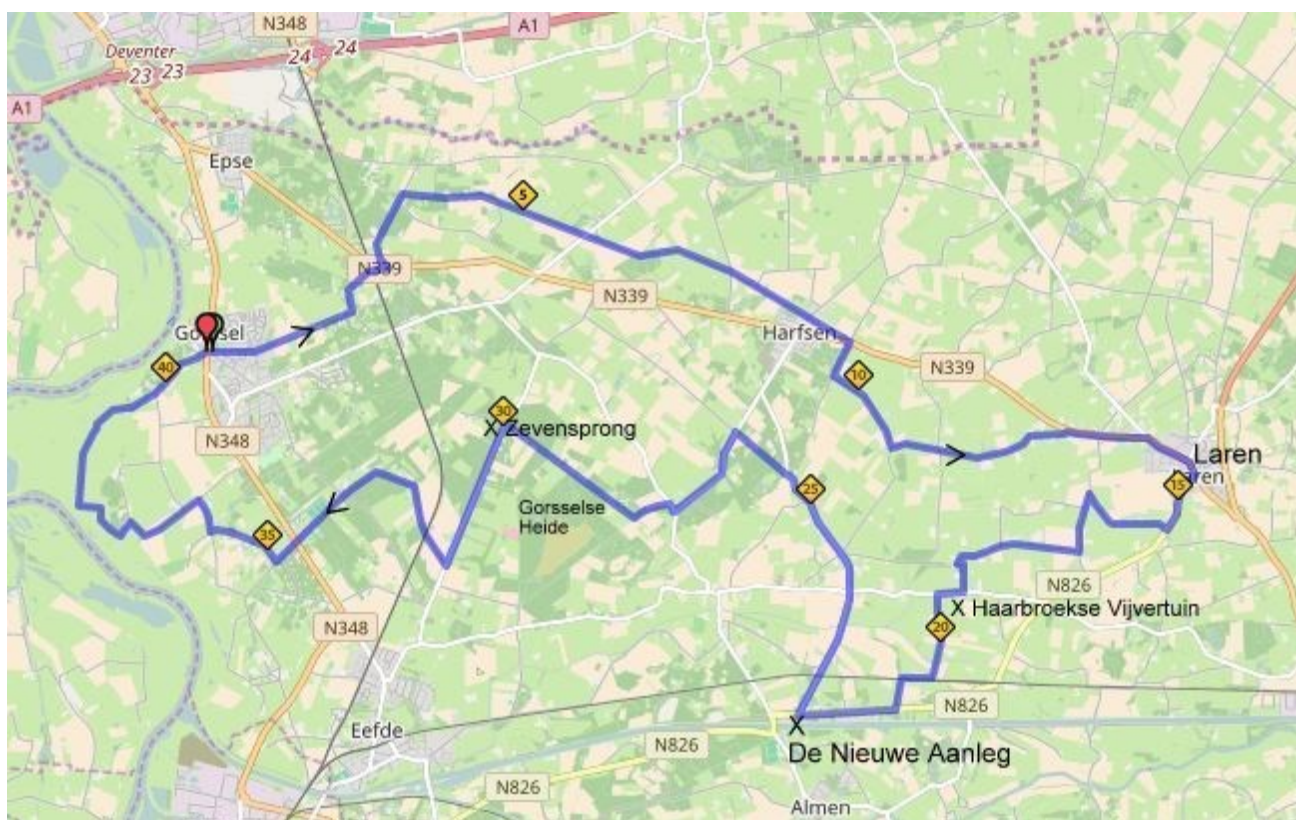 N348
A1
Deventer
24 24
23 23
A1
Epse
5
N339
N339
Harfsen
Gorssel
40
10
N339
30
X Zevensprong
N348
Laren
Laren
15
25
Gorsselse
Heide
35
N826
X Haarbroekse Vijvertuin
20
N348
N826
X
De Nieuwe Aanleg
Eefde
N826
N826
Almen